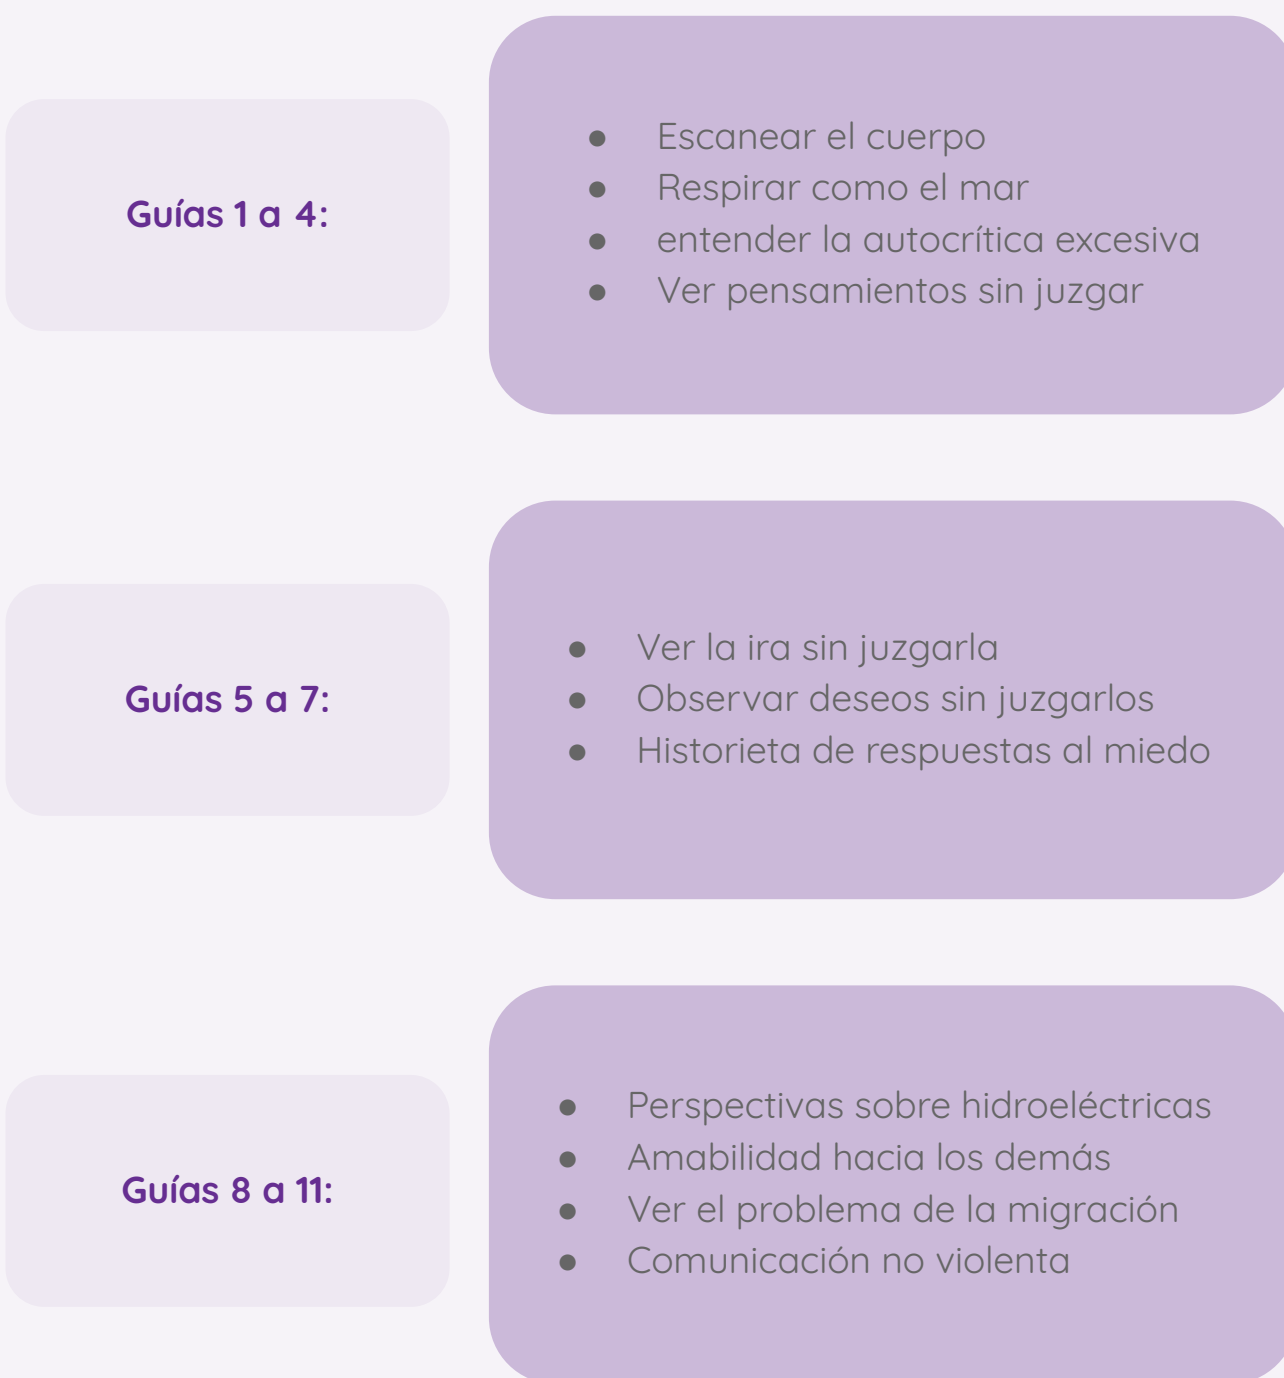 Guías 1 a 4:
● Escanear el cuerpo
● Respirar como el mar
● entender la autocrítica excesiva
● Ver pensamientos sin juzgar
Guías 5 a 7:
● Ver la ira sin juzgarla
● Observar deseos sin juzgarlos
● Historieta de respuestas al miedo
Guías 8 a 11:
● Perspectivas sobre hidroeléctricas
● Amabilidad hacia los demás
● Ver el problema de la migración
● Comunicación no violenta